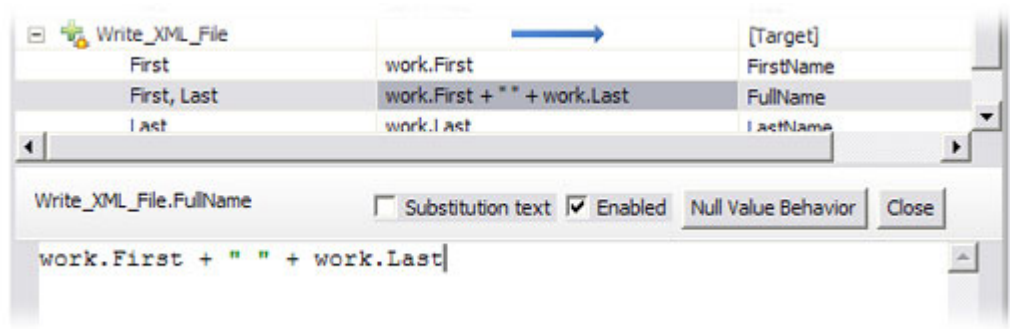 Write_XML_File [Target]
First work.First FirstName
First, Last work.First + " " + work.Last FullName
Last work.Last LastName
Write_XML_File.FullName Substitution text Enabled Null Value Behavior Close
work.First + " " + work.Last